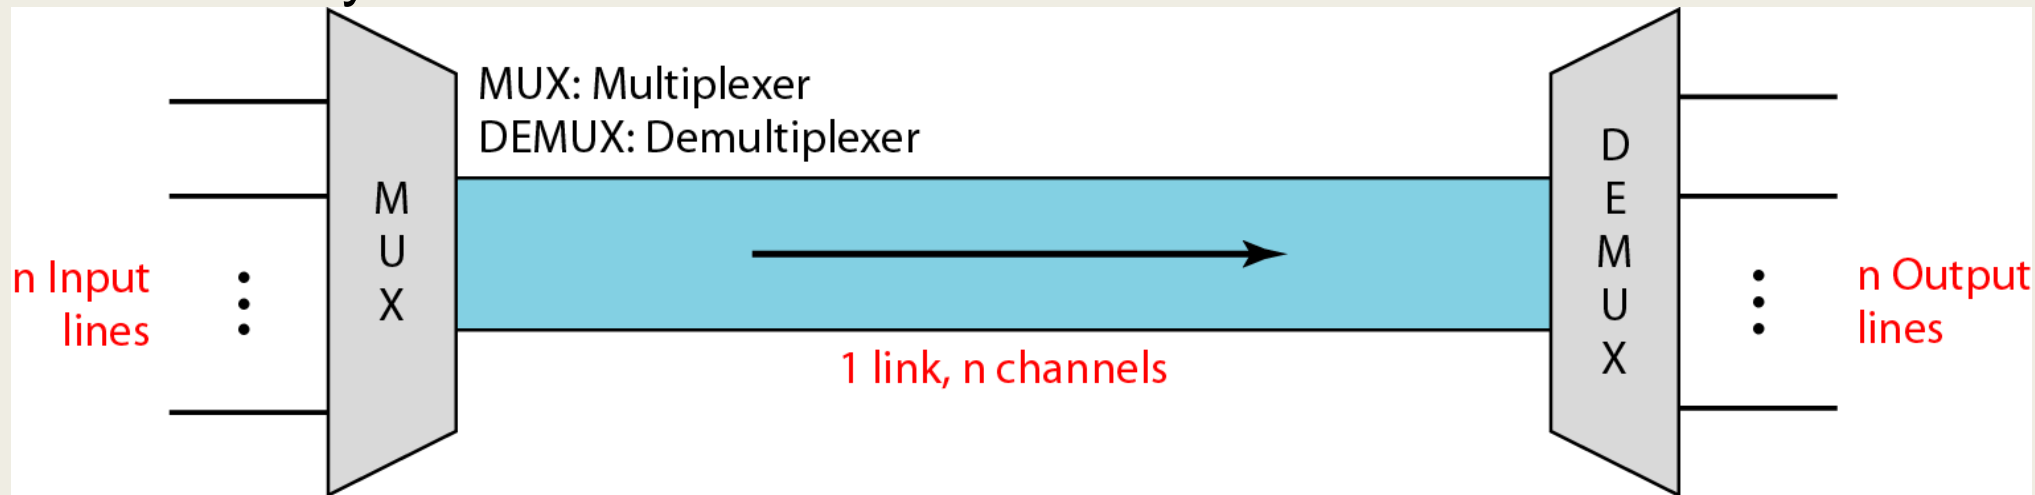 MUX: Multiplexer
DEMUX: Demultiplexer
M
U
X
D
E
M
U
X
n Input
lines
n Output
lines
1 link, n channels